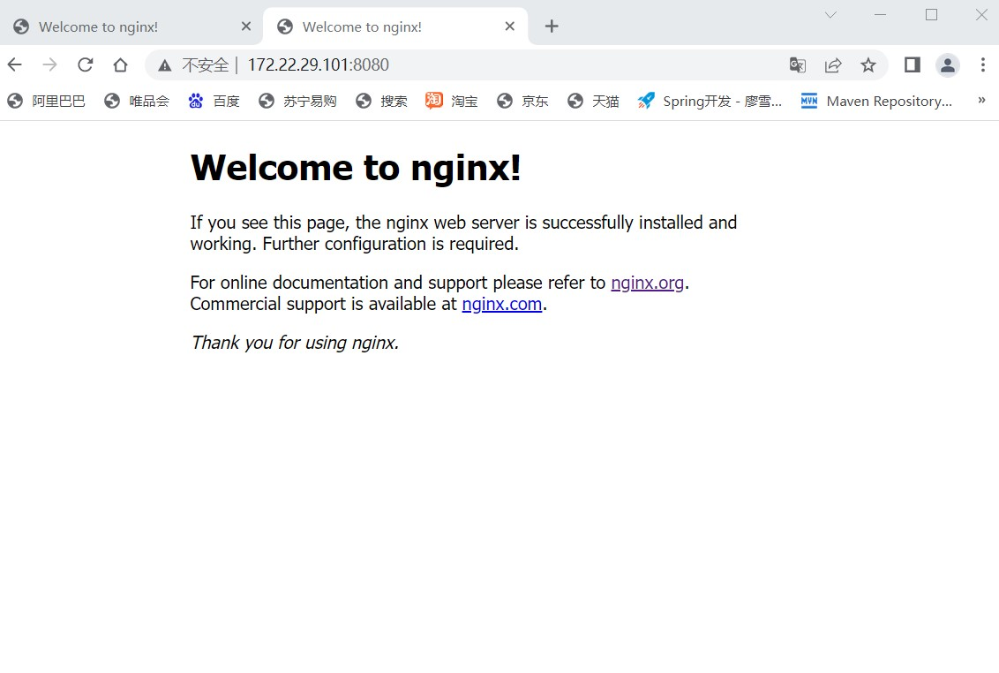 Welcome to nginx!
Welcome to nginx!
不安全 | 172.22.29.101:8080
阿里巴巴 唯品会 百度 苏宁易购 搜索 淘 淘宝 京东 天猫 Spring开发 - 廖雪... MVN Maven Repository... »
Welcome to nginx!
If you see this page, the nginx web server is successfully installed and
working. Further configuration is required.
For online documentation and support please refer to nginx.org.
Commercial support is available at nginx.com.
Thank you for using nginx.